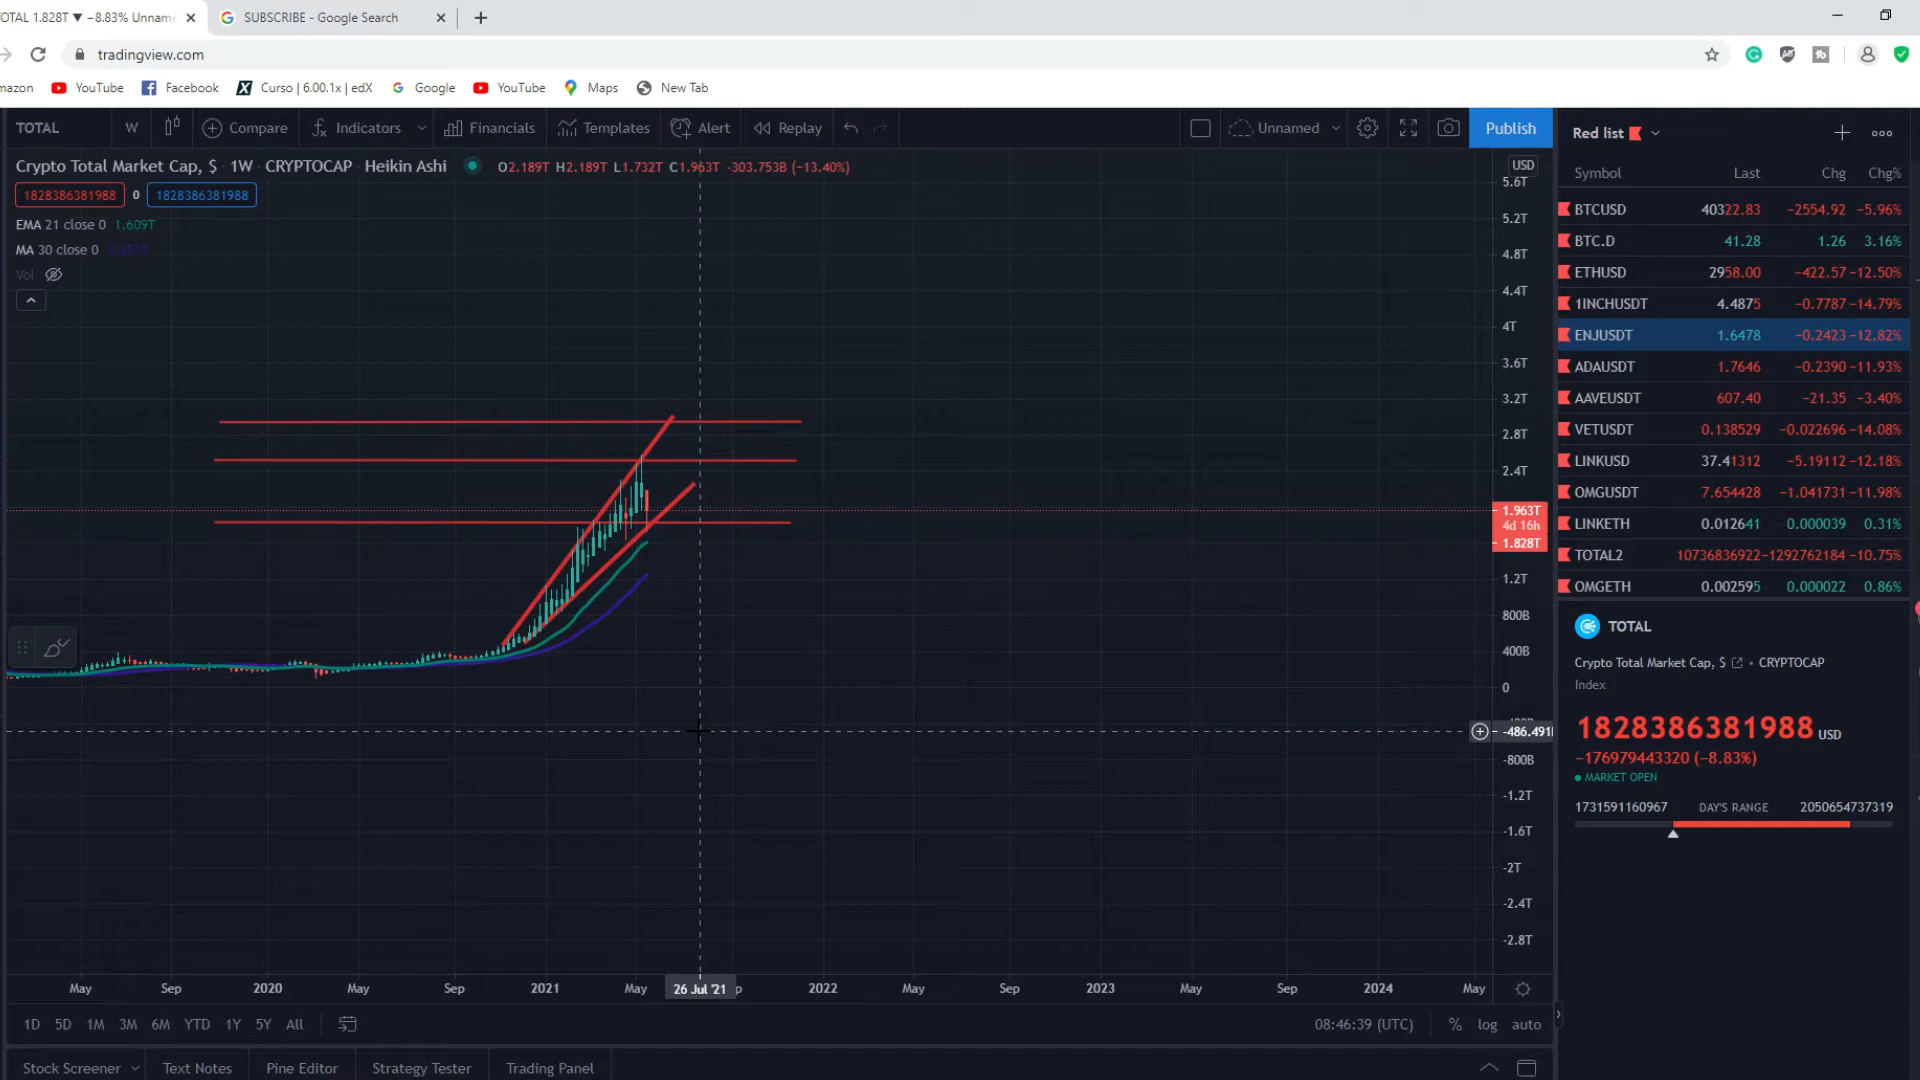 OTAL 1.828T ▼ −8.83% Unnam
SUBSCRIBE - Google Search
tradingview.com
mazon
YouTube
Facebook
Curso | 6.00.1x | edX
Google
YouTube
Maps
New Tab
TOTAL
W
Compare
Indicators
Financials
Templates
Alert
Replay
Unnamed
Publish
Red list
Crypto Total Market Cap, $ · 1W · CRYPTOCAP · Heikin Ashi
O2.189T H2.189T L1.732T C1.963T -303.753B (−13.40%)
1828386381988 0 1828386381988
EMA 21 close 0 1.609T
MA 30 close 0
Vol
USD
5.6T
5.2T
4.8T
4.4T
4T
3.6T
3.2T
2.8T
2.4T
1.963T
4d 16h
1.828T
1.2T
800B
400B
0
-486.491
-800B
-1.2T
-1.6T
-2T
-2.4T
-2.8T
May Sep 2020 May Sep 2021 May 26 Jul '21 p 2022 May Sep 2023 May Sep 2024 May
1D 5D 1M 3M 6M YTD 1Y 5Y All
08:46:39 (UTC)
% log auto
Stock Screener
Text Notes
Pine Editor
Strategy Tester
Trading Panel
Symbol Last Chg Chg%
BTCUSD 40322.83 −2554.92 −5.96%
BTC.D 41.28 1.26 3.16%
ETHUSD 2958.00 −422.57 −12.50%
1INCHUSDT 4.4875 −0.7787 −14.79%
ENJUSDT 1.6478 −0.2423 −12.82%
ADAUSDT 1.7646 −0.2390 −11.93%
AAVEUSDT 607.40 −21.35 −3.40%
VETUSDT 0.138529 −0.022696 −14.08%
LINKUSD 37.41312 −5.19112 −12.18%
OMGUSDT 7.654428 −1.041731 −11.98%
LINKETH 0.012641 0.000039 0.31%
TOTAL2 10736836922 −1292762184 −10.75%
OMGETH 0.002595 0.000022 0.86%
TOTAL
Crypto Total Market Cap, $ • CRYPTOCAP
Index
1828386381988 USD
−176979443320 (−8.83%)
MARKET OPEN
1731591160967 DAY'S RANGE 2050654737319